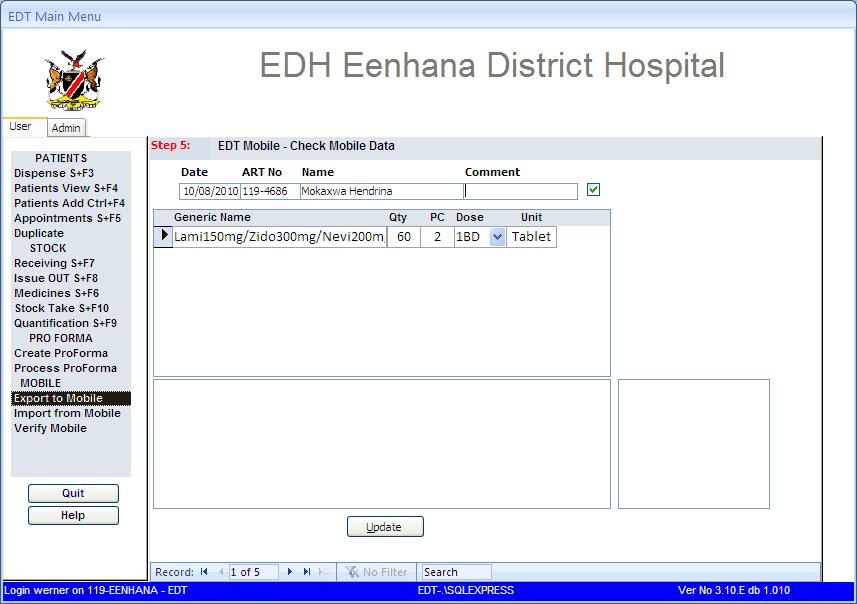 EDT Main Menu
EDH Eenhana District Hospital
User Admin
Step 5: EDT Mobile - Check Mobile Data
Date ART No Name Comment
10/08/2010 119-4686 Mokaxwa Hendrina
Generic Name Qty PC Dose Unit
Lami150mg/Zido300mg/Nevi200m 60 2 1BD Tablet
PATIENTS
Dispense S+F3
Patients View S+F4
Patients Add Ctrl+F4
Appointments S+F5
Duplicate
STOCK
Receiving S+F7
Issue OUT S+F8
Medicines S+F6
Stock Take S+F10
Quantification S+F9
PRO FORMA
Create ProForma
Process ProForma
MOBILE
Export to Mobile
Import from Mobile
Verify Mobile
Quit
Help
Update
Record: 1 of 5 No Filter Search
Login werner on 119-EENHANA - EDT EDT-.\SQLEXPRESS Ver No 3.10.E db 1.010